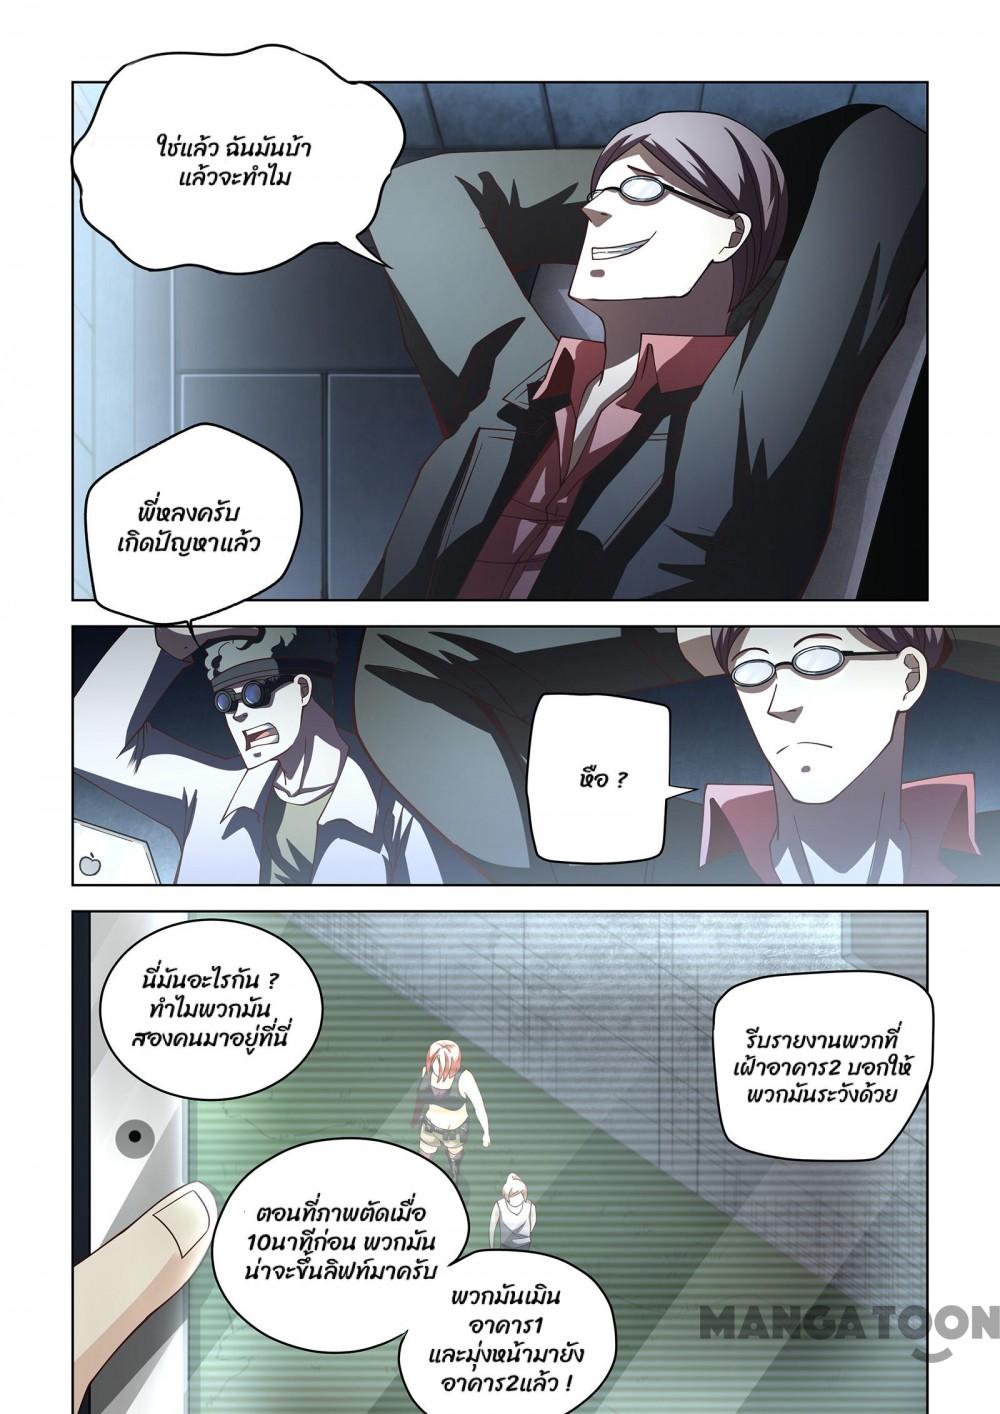 ใช่แล้ว ฉันมันบ้า
แล้วจะทำไม
พี่หลงครับ
เกิดปัญหาแล้ว
หือ ?
นี่มันอะไรกัน ?
ทำไมพวกมัน
สองคนมาอยู่ที่นี่
รีบรายงานพวกที่
เฝ้าอาคาร2 บอกให้
พวกมันระวังด้วย
ตอนที่ภาพตัดเมื่อ
10นาทีก่อน พวกมัน
น่าจะขึ้นลิฟท์มาครับ
พวกมันเมิน
อาคาร1
และมุ่งหน้ามายัง
อาคาร2แล้ว !
MANGATOON